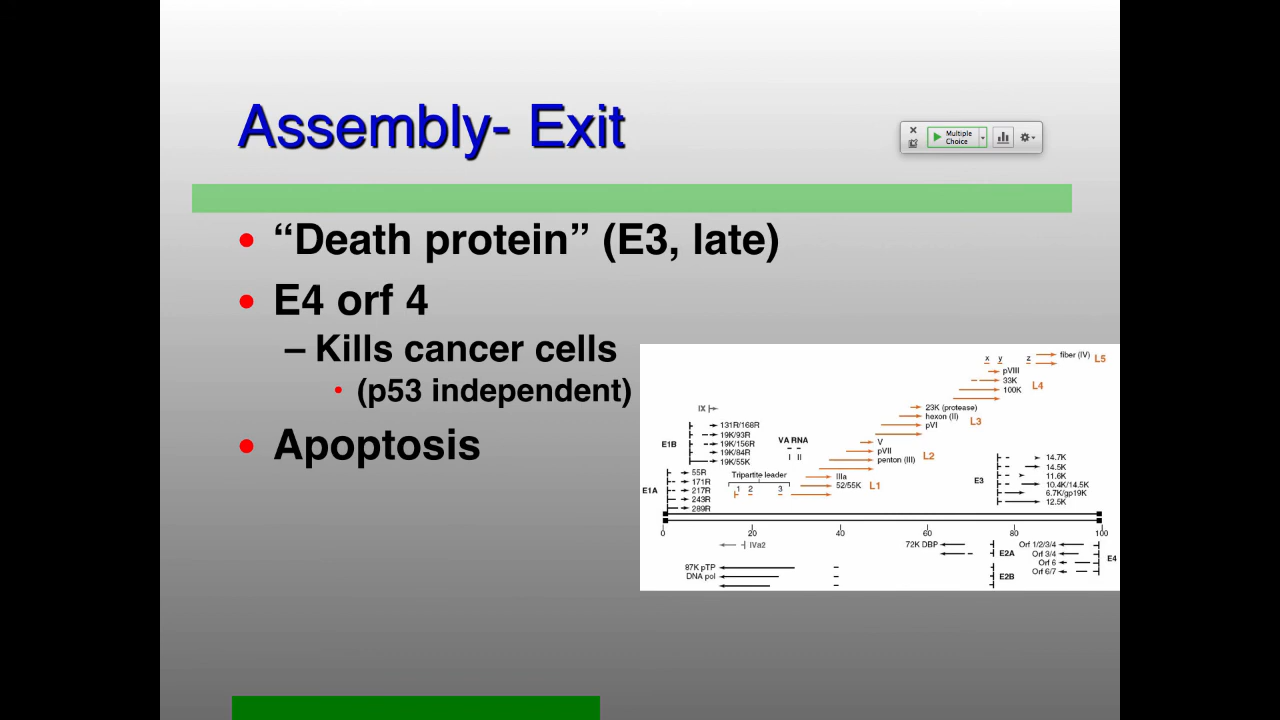 Assembly- Exit
Multiple
Choice
• “Death protein” (E3, late)
• E4 orf 4
– Kills cancer cells
• (p53 independent)
• Apoptosis
x y z fiber (IV) L5
pVIII
33K L4
100K
23K (protease)
hexon (II) L3
pVI
V
pVII L2
penton (III)
IIIa
52/55K L1
IX
131R/168R
19K/93R
E1B 19K/156R
19K/84R
19K/55K
VA RNA
I II
Tripartite leader
1 2 3
55R
171R
E1A 217R
243R
289R
14.7K
14.5K
E3 11.6K
10.4K/14.5K
6.7K/gp19K
12.5K
0 20 40 60 80 100
IVa2
72K DBP E2A
Orf 1/2/3/4
Orf 3/4 E4
Orf 6
Orf 6/7
87K pTP
DNA pol E2B